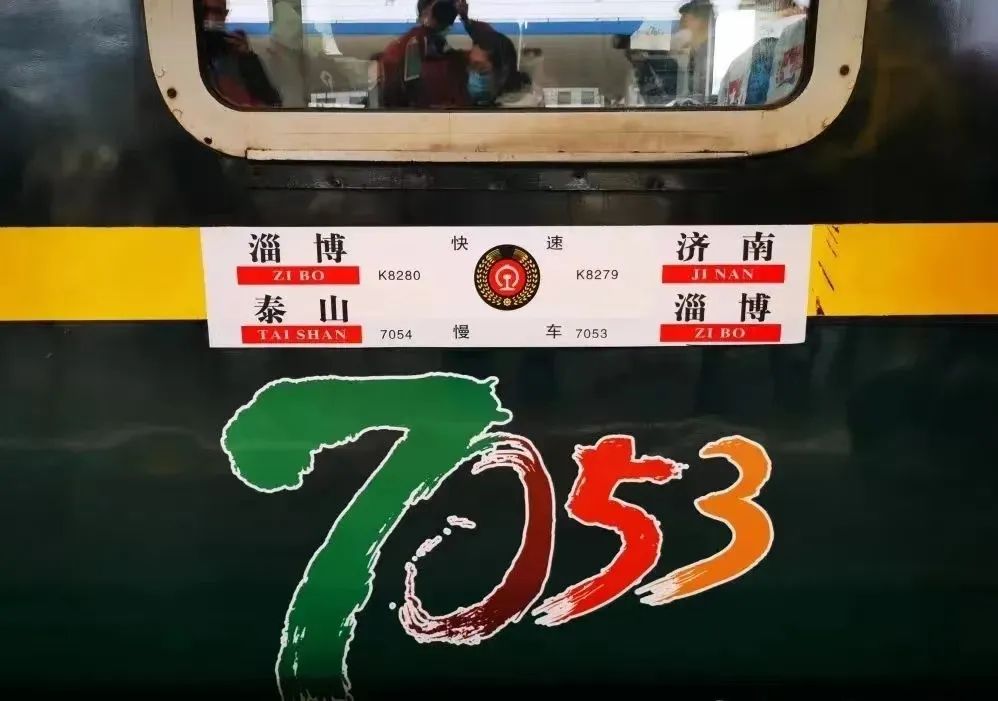 淄博 快速 济南
ZI BO K8280 K8279 JI NAN
泰山 淄博
TAI SHAN 7054 慢车 7053 ZI BO
7053